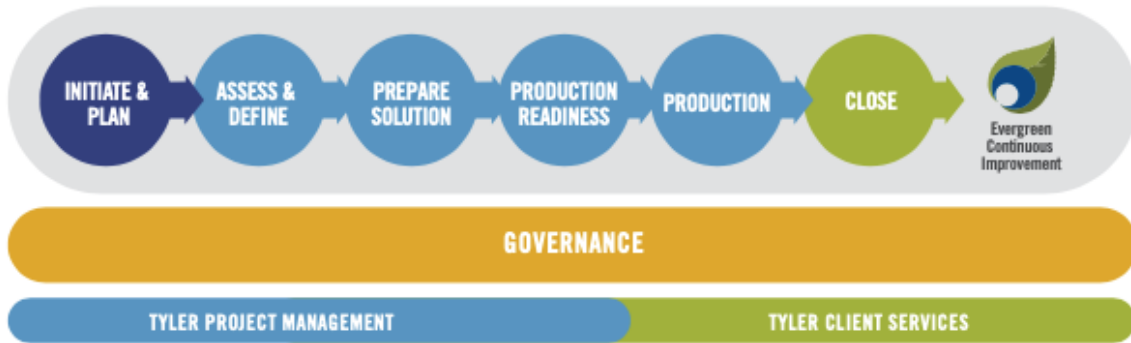 INITIATE &
PLAN
ASSESS &
DEFINE
PREPARE
SOLUTION
PRODUCTION
READINESS
PRODUCTION
CLOSE
Evergreen
Continuous
Improvement
GOVERNANCE
TYLER PROJECT MANAGEMENT
TYLER CLIENT SERVICES